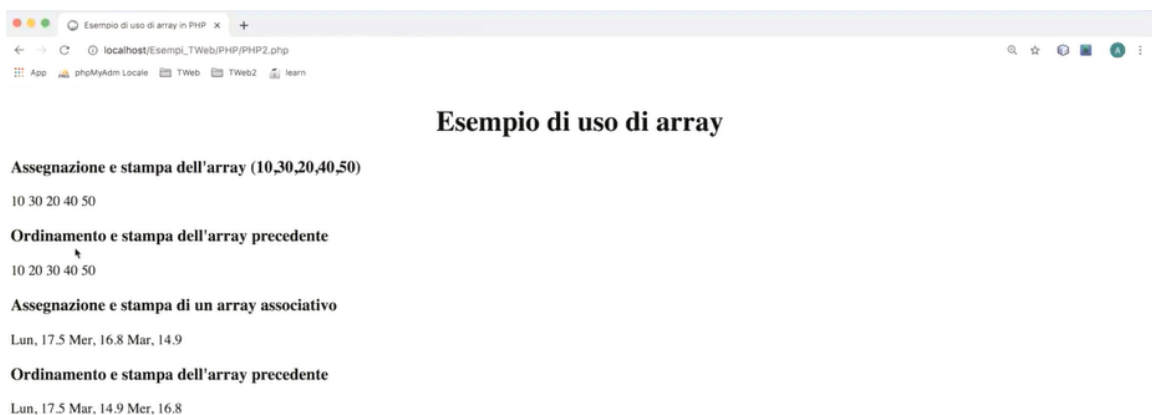 Esempio di uso di array in PHP
localhost/Esempi_TWeb/PHP/PHP2.php
A
App phpMyAdm Locale TWeb TWeb2 learn
Esempio di uso di array
Assegnazione e stampa dell'array (10,30,20,40,50)
10 30 20 40 50
Ordinamento e stampa dell'array precedente
10 20 30 40 50
Assegnazione e stampa di un array associativo
Lun, 17.5 Mer, 16.8 Mar, 14.9
Ordinamento e stampa dell'array precedente
Lun, 17.5 Mar, 14.9 Mer, 16.8